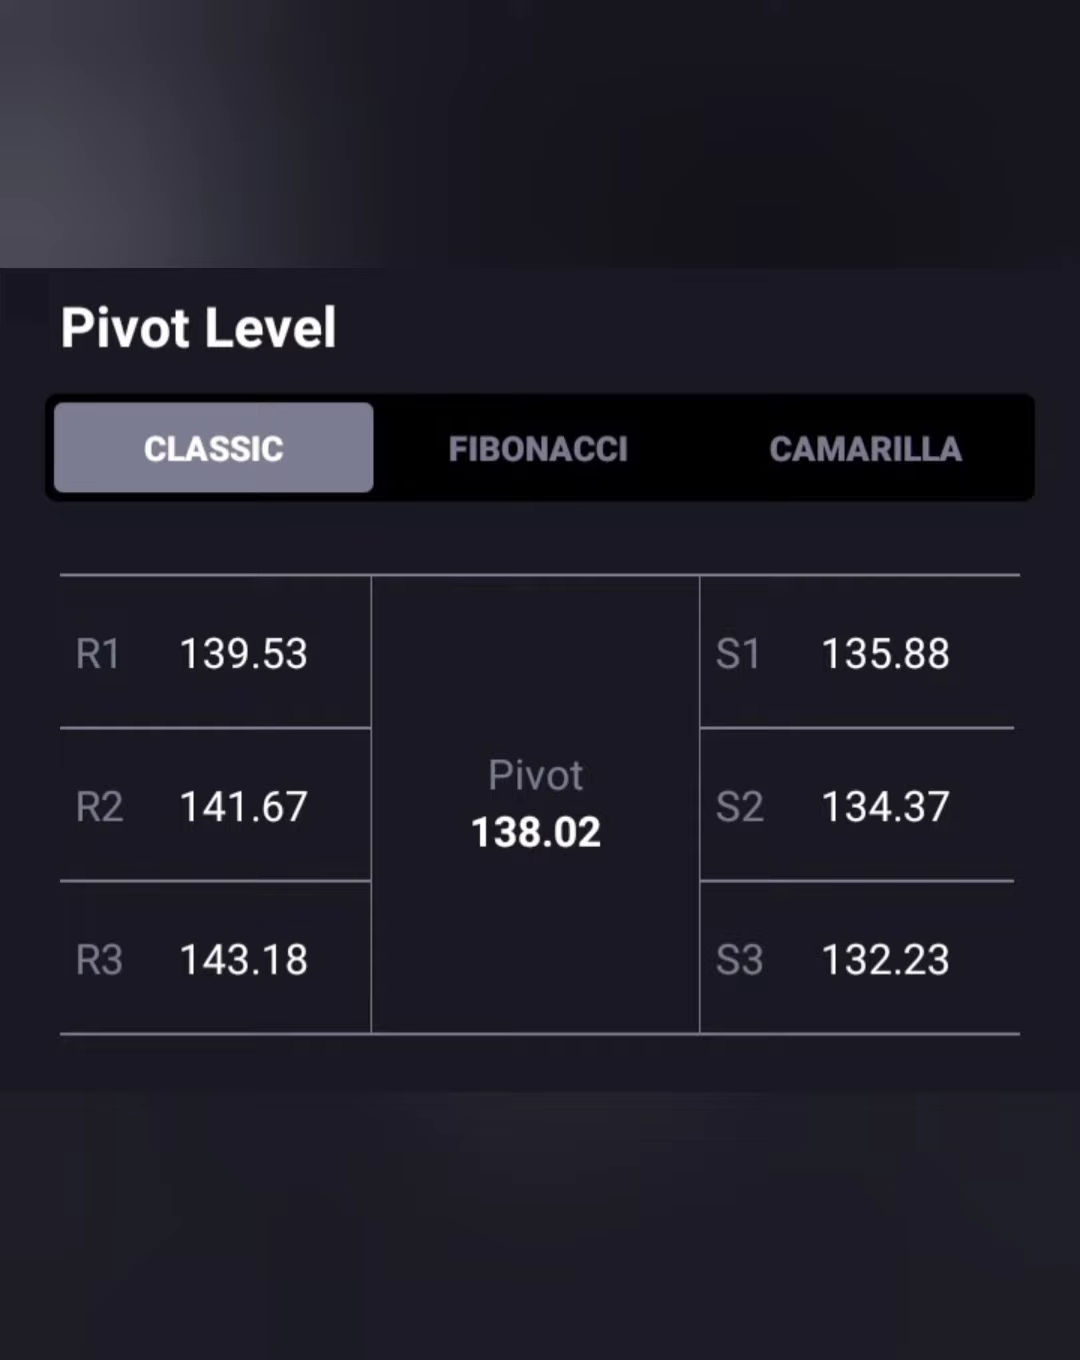 Pivot Level
CLASSIC FIBONACCI CAMARILLA
R1 139.53
R2 141.67
R3 143.18
Pivot
138.02
S1 135.88
S2 134.37
S3 132.23